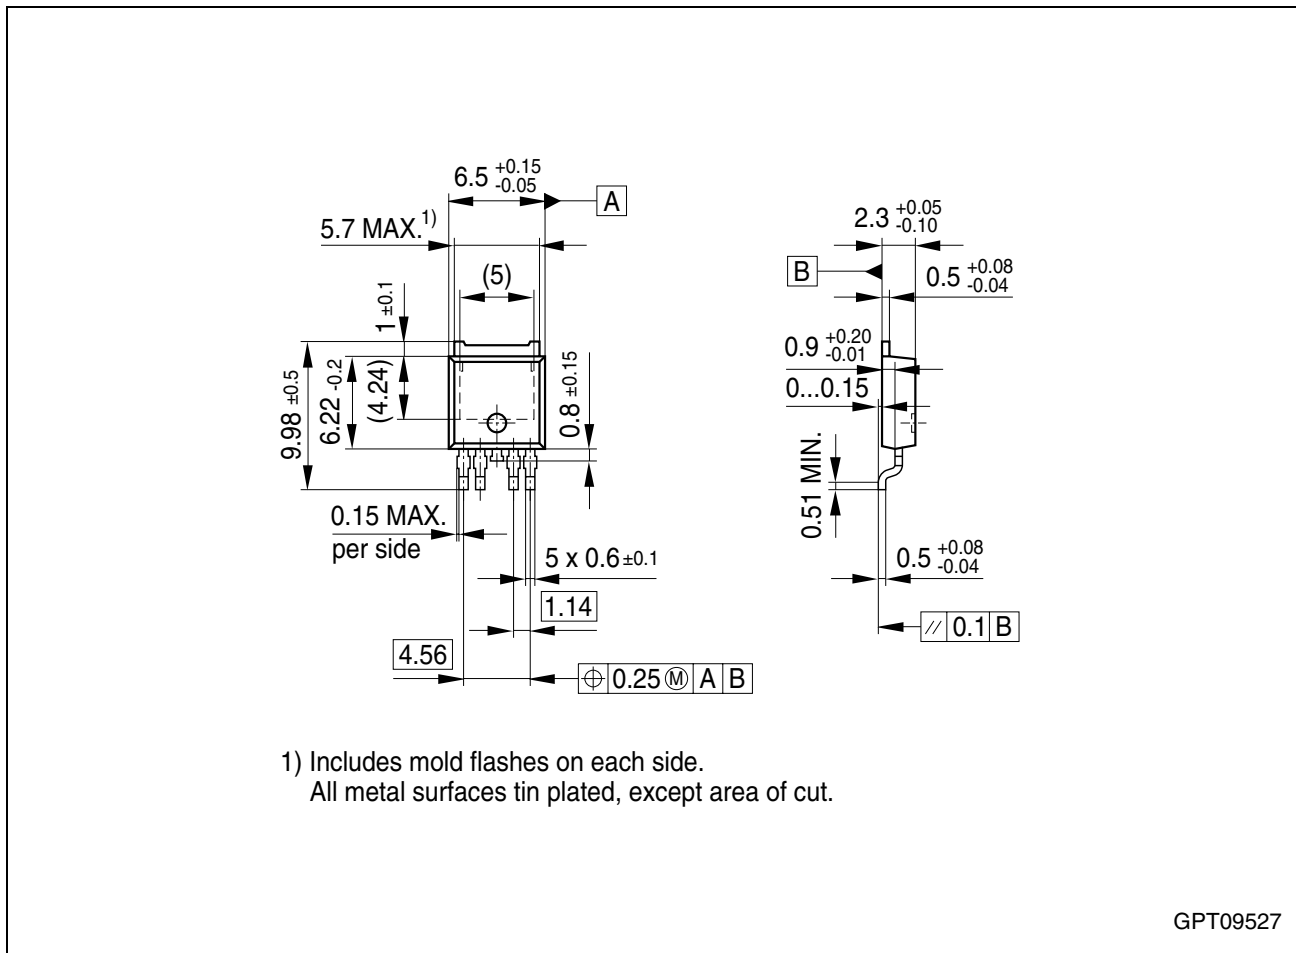 6.5 +0.15 -0.05
A
5.7 MAX.1)
(5)
1 ±0.1
9.98 ±0.5
6.22 -0.2
(4.24)
0.8 ±0.15
0.15 MAX.
per side
5 x 0.6 ±0.1
1.14
4.56
⌖ 0.25 Ⓜ A B
2.3 +0.05 -0.10
B
0.5 +0.08 -0.04
0.9 +0.20 -0.01
0...0.15
0.51 MIN.
0.5 +0.08 -0.04
// 0.1 B
1) Includes mold flashes on each side.
All metal surfaces tin plated, except area of cut.
GPT09527